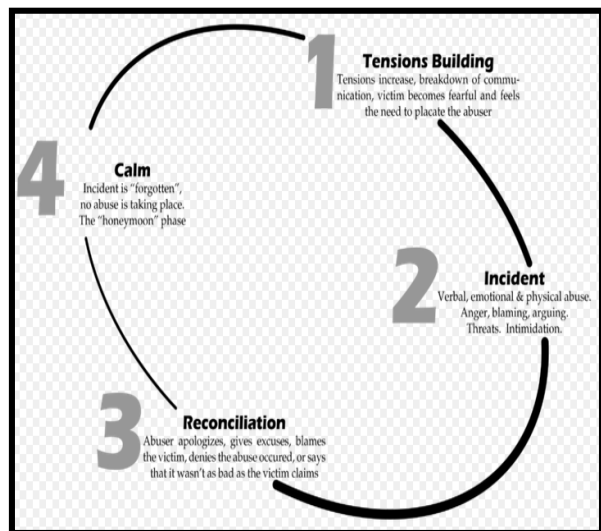 1
Tensions Building
Tensions increase, breakdown of commu-
nication, victim becomes fearful and feels
the need to placate the abuser
2
Incident
Verbal, emotional & physical abuse.
Anger, blaming, arguing.
Threats. Intimidation.
3
Reconciliation
Abuser apologizes, gives excuses, blames
the victim, denies the abuse occured, or says
that it wasn't as bad as the victim claims
4
Calm
Incident is "forgotten",
no abuse is taking place.
The "honeymoon" phase